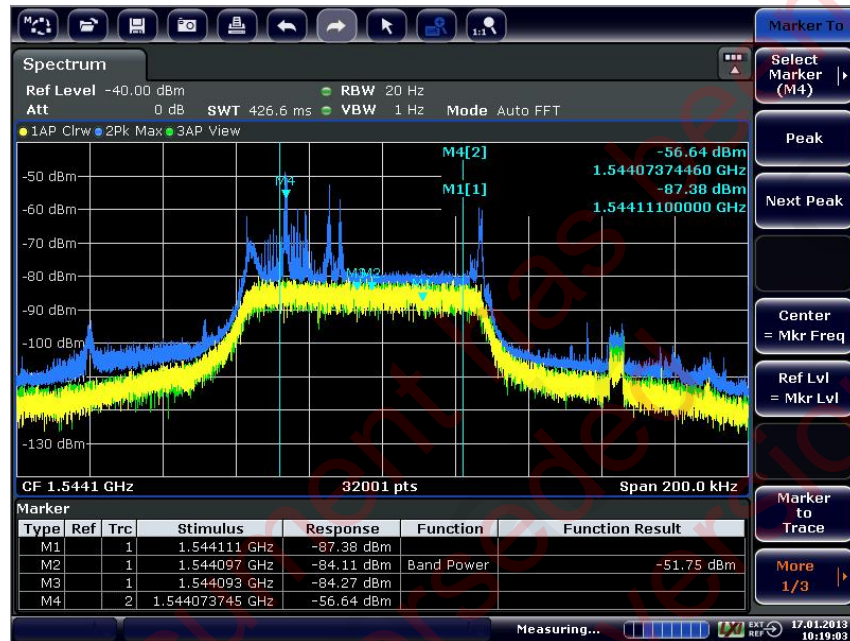 Marker To
Spectrum
Ref Level -40.00 dBm RBW 20 Hz
Att 0 dB SWT 426.6 ms VBW 1 Hz Mode Auto FFT
1AP Clrw 2Pk Max 3AP View
M4[2] -56.64 dBm
1.54407374460 GHz
M1[1] -87.38 dBm
1.54411100000 GHz
M4
-50 dBm
-60 dBm
-70 dBm
-80 dBm
M3 M2
-90 dBm
-100 dBm
-130 dBm
CF 1.5441 GHz 32001 pts Span 200.0 kHz
Marker
Type Ref Trc Stimulus Response Function Function Result
M1 1 1.544111 GHz -87.38 dBm
M2 1 1.544097 GHz -84.11 dBm Band Power -51.75 dBm
M3 1 1.544093 GHz -84.27 dBm
M4 2 1.544073745 GHz -56.64 dBm
Measuring... LXI EXT REF 17.01.2013
10:19:03
Select
Marker
(M4)
Peak
Next Peak
Center
= Mkr Freq
Ref Lvl
= Mkr Lvl
Marker
to
Trace
More
1/3
1:1